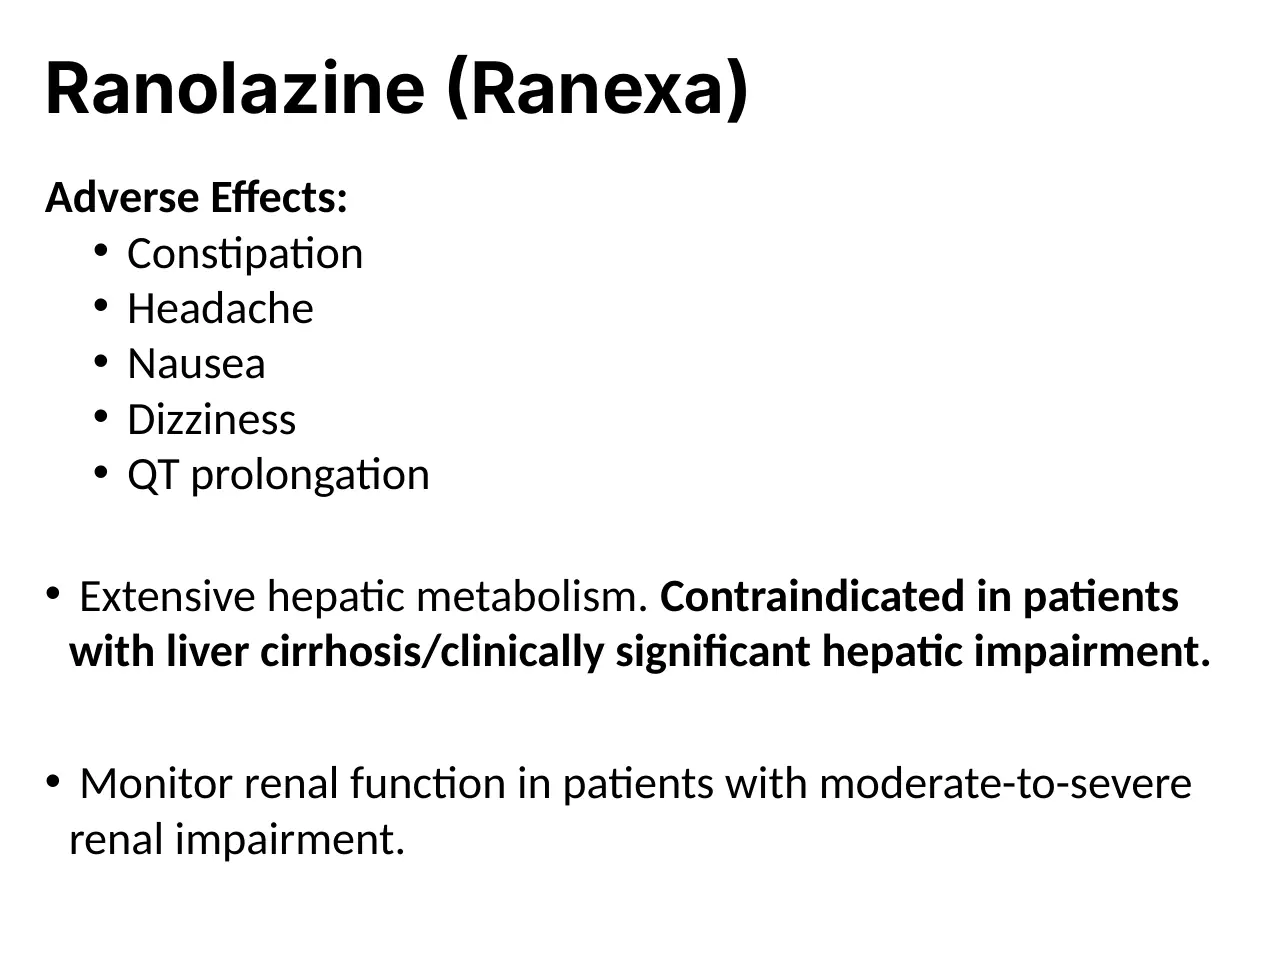 Ranolazine (Ranexa)
Adverse Effects:
• Constipation
• Headache
• Nausea
• Dizziness
• QT prolongation
• Extensive hepatic metabolism. Contraindicated in patients
with liver cirrhosis/clinically significant hepatic impairment.
• Monitor renal function in patients with moderate-to-severe
renal impairment.